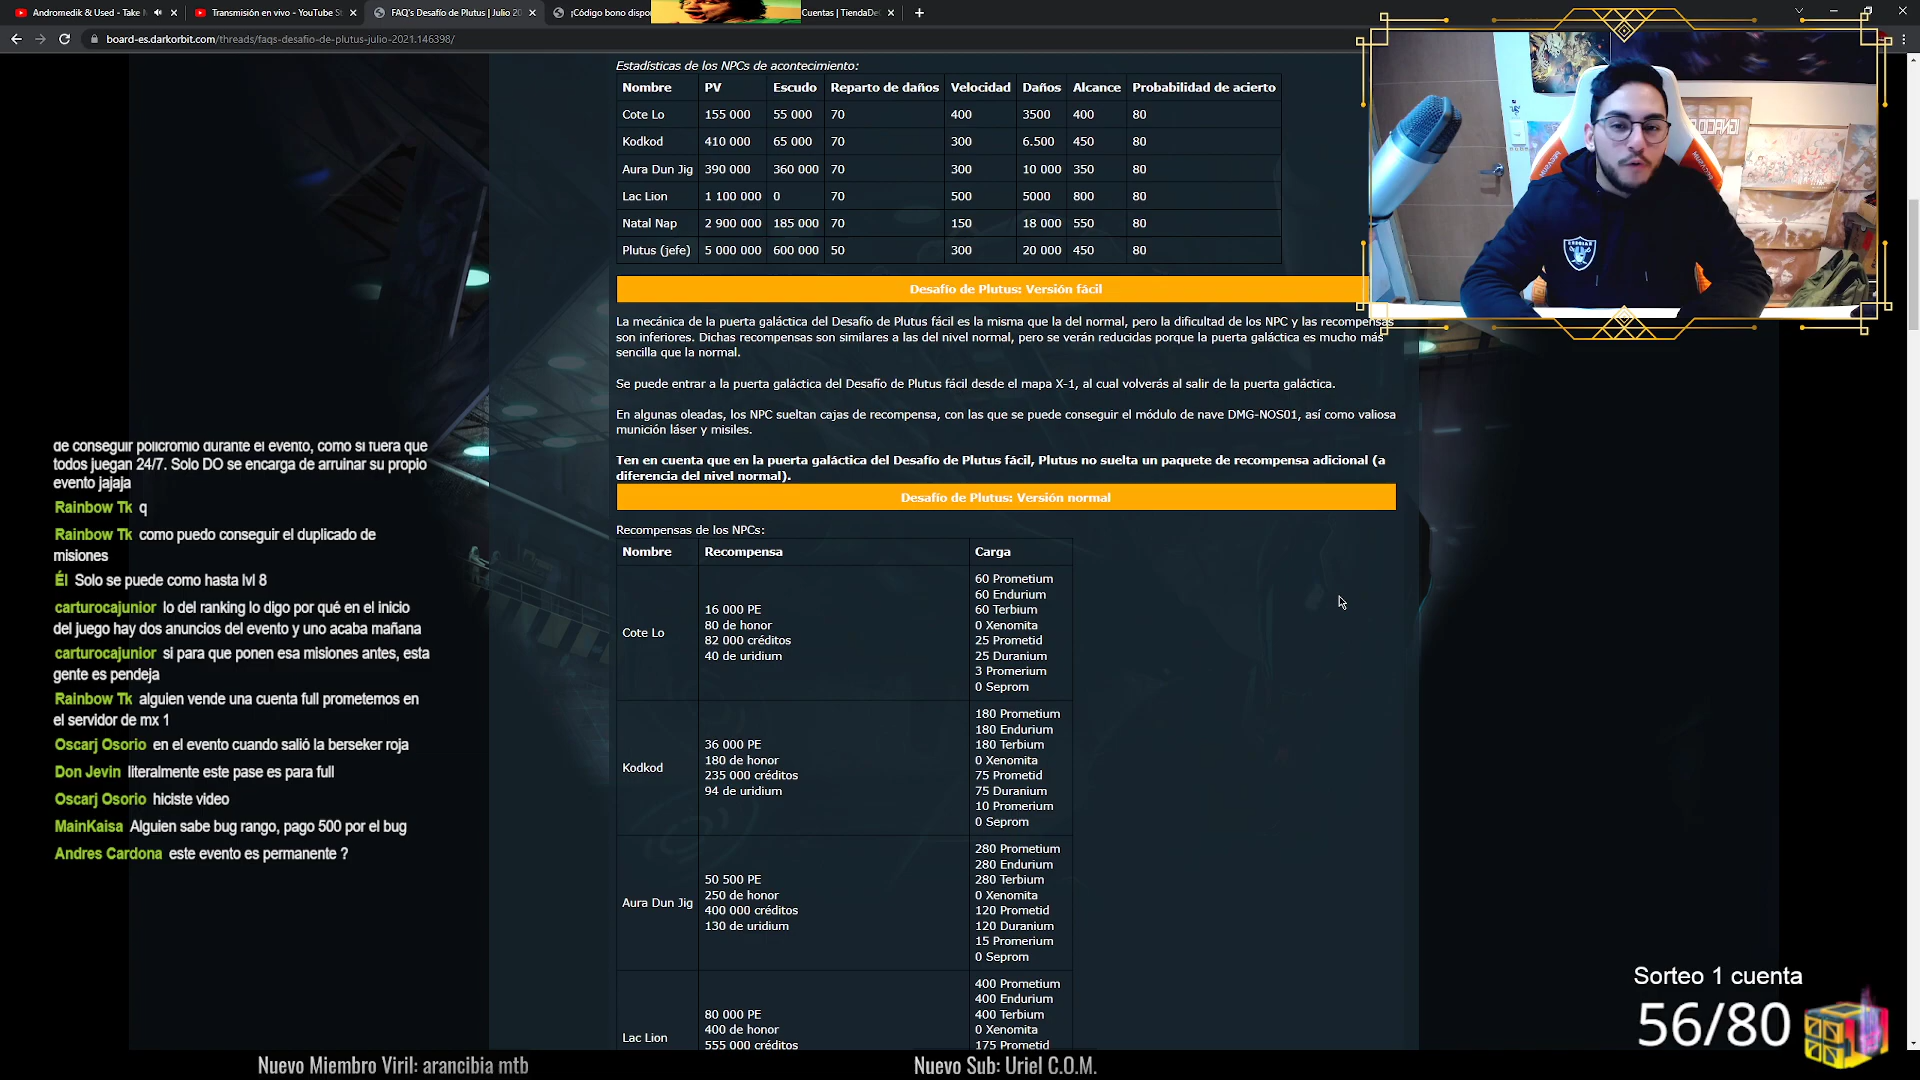 Andromedik & Used - Take
Transmisión en vivo - YouTube S
FAQ's Desafío de Plutus | Julio 20
¡Código bono dispo
Cuentas | TiendaDe
board-es.darkorbit.com/threads/faqs-desafio-de-plutus-julio-2021.146398/
Estadísticas de los NPCs de acontecimiento:
Nombre PV Escudo Reparto de daños Velocidad Daños Alcance Probabilidad de acierto
Cote Lo 155 000 55 000 70 400 3500 400 80
Kodkod 410 000 65 000 70 300 6.500 450 80
Aura Dun Jig 390 000 360 000 70 300 10 000 350 80
Lac Lion 1 100 000 0 70 500 5000 800 80
Natal Nap 2 900 000 185 000 70 150 18 000 550 80
Plutus (jefe) 5 000 000 600 000 50 300 20 000 450 80
Desafío de Plutus: Versión fácil
La mecánica de la puerta galáctica del Desafío de Plutus fácil es la misma que la del normal, pero la dificultad de los NPC y las recompensas
son inferiores. Dichas recompensas son similares a las del nivel normal, pero se verán reducidas porque la puerta galáctica es mucho más
sencilla que la normal.
Se puede entrar a la puerta galáctica del Desafío de Plutus fácil desde el mapa X-1, al cual volverás al salir de la puerta galáctica.
En algunas oleadas, los NPC sueltan cajas de recompensa, con las que se puede conseguir el módulo de nave DMG-NOS01, así como valiosa
munición láser y misiles.
Ten en cuenta que en la puerta galáctica del Desafío de Plutus fácil, Plutus no suelta un paquete de recompensa adicional (a
diferencia del nivel normal).
Desafío de Plutus: Versión normal
Recompensas de los NPCs:
Nombre Recompensa Carga
Cote Lo
16 000 PE
80 de honor
82 000 créditos
40 de uridium
60 Prometium
60 Endurium
60 Terbium
0 Xenomita
25 Prometid
25 Duranium
3 Promerium
0 Seprom
Kodkod
36 000 PE
180 de honor
235 000 créditos
94 de uridium
180 Prometium
180 Endurium
180 Terbium
0 Xenomita
75 Prometid
75 Duranium
10 Promerium
0 Seprom
Aura Dun Jig
50 500 PE
250 de honor
400 000 créditos
130 de uridium
280 Prometium
280 Endurium
280 Terbium
0 Xenomita
120 Prometid
120 Duranium
15 Promerium
0 Seprom
Lac Lion
80 000 PE
400 de honor
555 000 créditos
400 Prometium
400 Endurium
400 Terbium
0 Xenomita
175 Prometid
de conseguir policromio durante el evento, como si fuera que
todos juegan 24/7. Solo DO se encarga de arruinar su propio
evento jajaja
Rainbow Tk q
Rainbow Tk como puedo conseguir el duplicado de
misiones
Él Solo se puede como hasta lvl 8
carturocajunior lo del ranking lo digo por qué en el inicio
del juego hay dos anuncios del evento y uno acaba mañana
carturocajunior si para que ponen esa misiones antes, esta
gente es pendeja
Rainbow Tk alguien vende una cuenta full prometemos en
el servidor de mx 1
Oscarj Osorio en el evento cuando salió la berseker roja
Don Jevin literalmente este pase es para full
Oscarj Osorio hiciste video
MainKaisa Alguien sabe bug rango, pago 500 por el bug
Andres Cardona este evento es permanente ?
RAIDERS
Sorteo 1 cuenta
56/80
Nuevo Miembro Viril: arancibia mtb
Nuevo Sub: Uriel C.O.M.